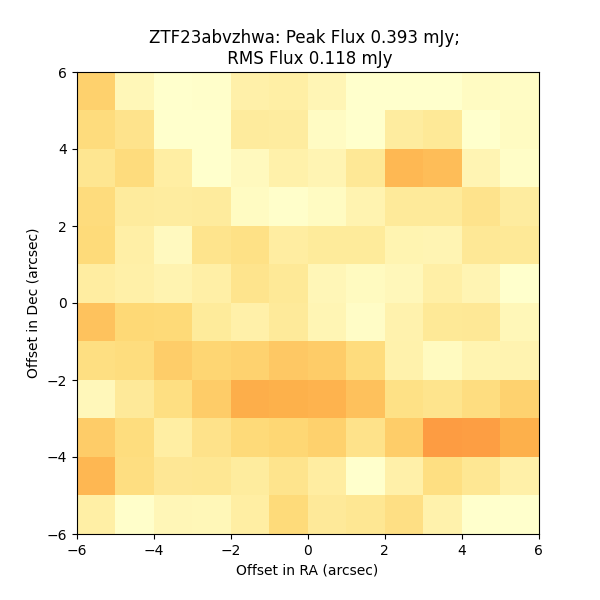 ZTF23abvzhwa: Peak Flux 0.393 mJy;
RMS Flux 0.118 mJy
6
4
2
0
−2
−4
−6
Offset in Dec (arcsec)
−6 −4 −2 0 2 4 6
Offset in RA (arcsec)